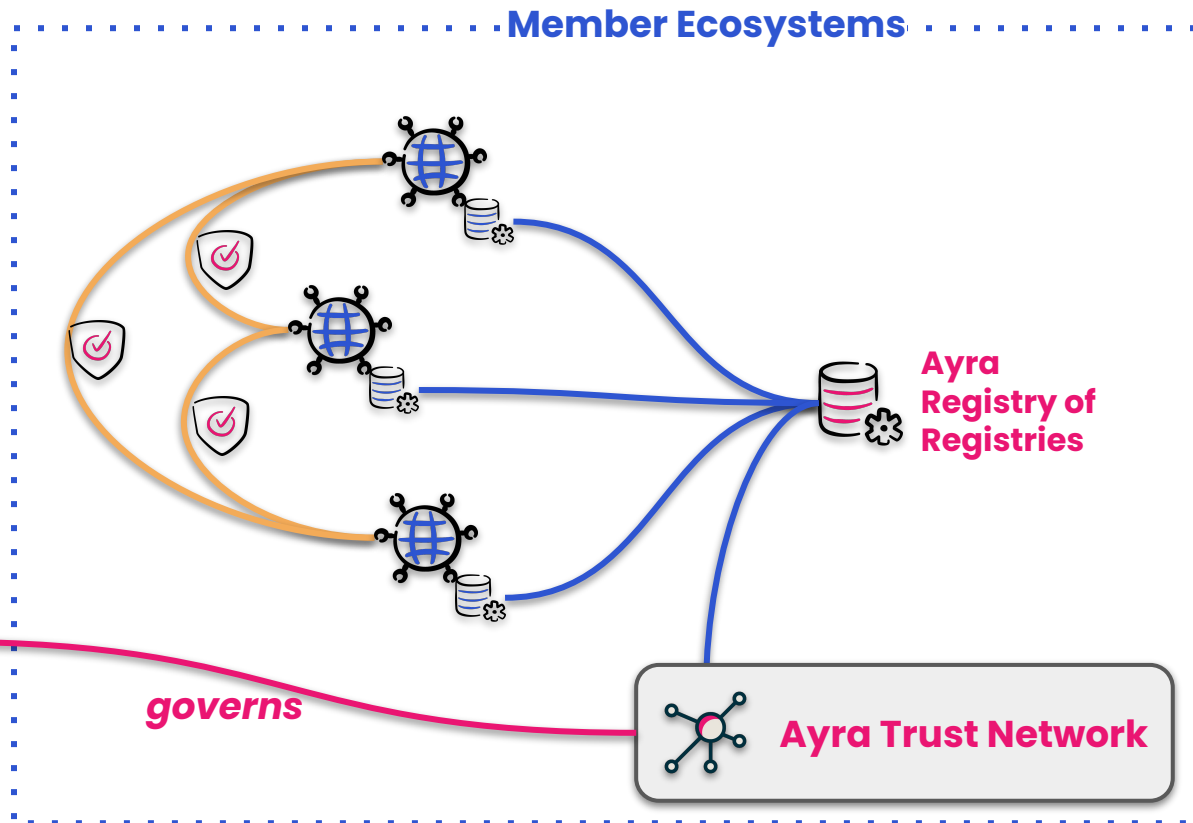 Member Ecosystems
Ayra
Registry of
Registries
governs
Ayra Trust Network